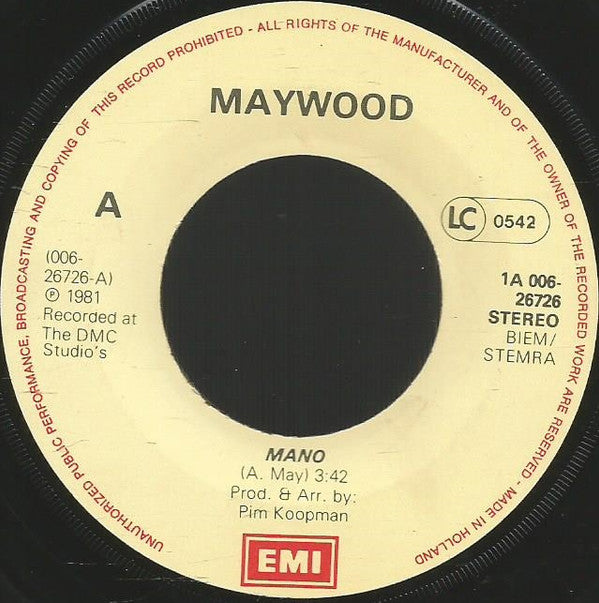 UNAUTHORIZED PUBLIC PERFORMANCE, BROADCASTING AND COPYING OF THIS RECORD PROHIBITED - ALL RIGHTS OF THE MANUFACTURER AND OF THE OWNER OF THE RECORDED WORK ARE RESERVED - MADE IN HOLLAND
MAYWOOD
A
LC 0542
(006-
26726-A)
℗ 1981
Recorded at
The DMC
Studio's
1A 006-
26726
STEREO
BIEM/
STEMRA
MANO
(A. May) 3:42
Prod. & Arr. by:
Pim Koopman
EMI